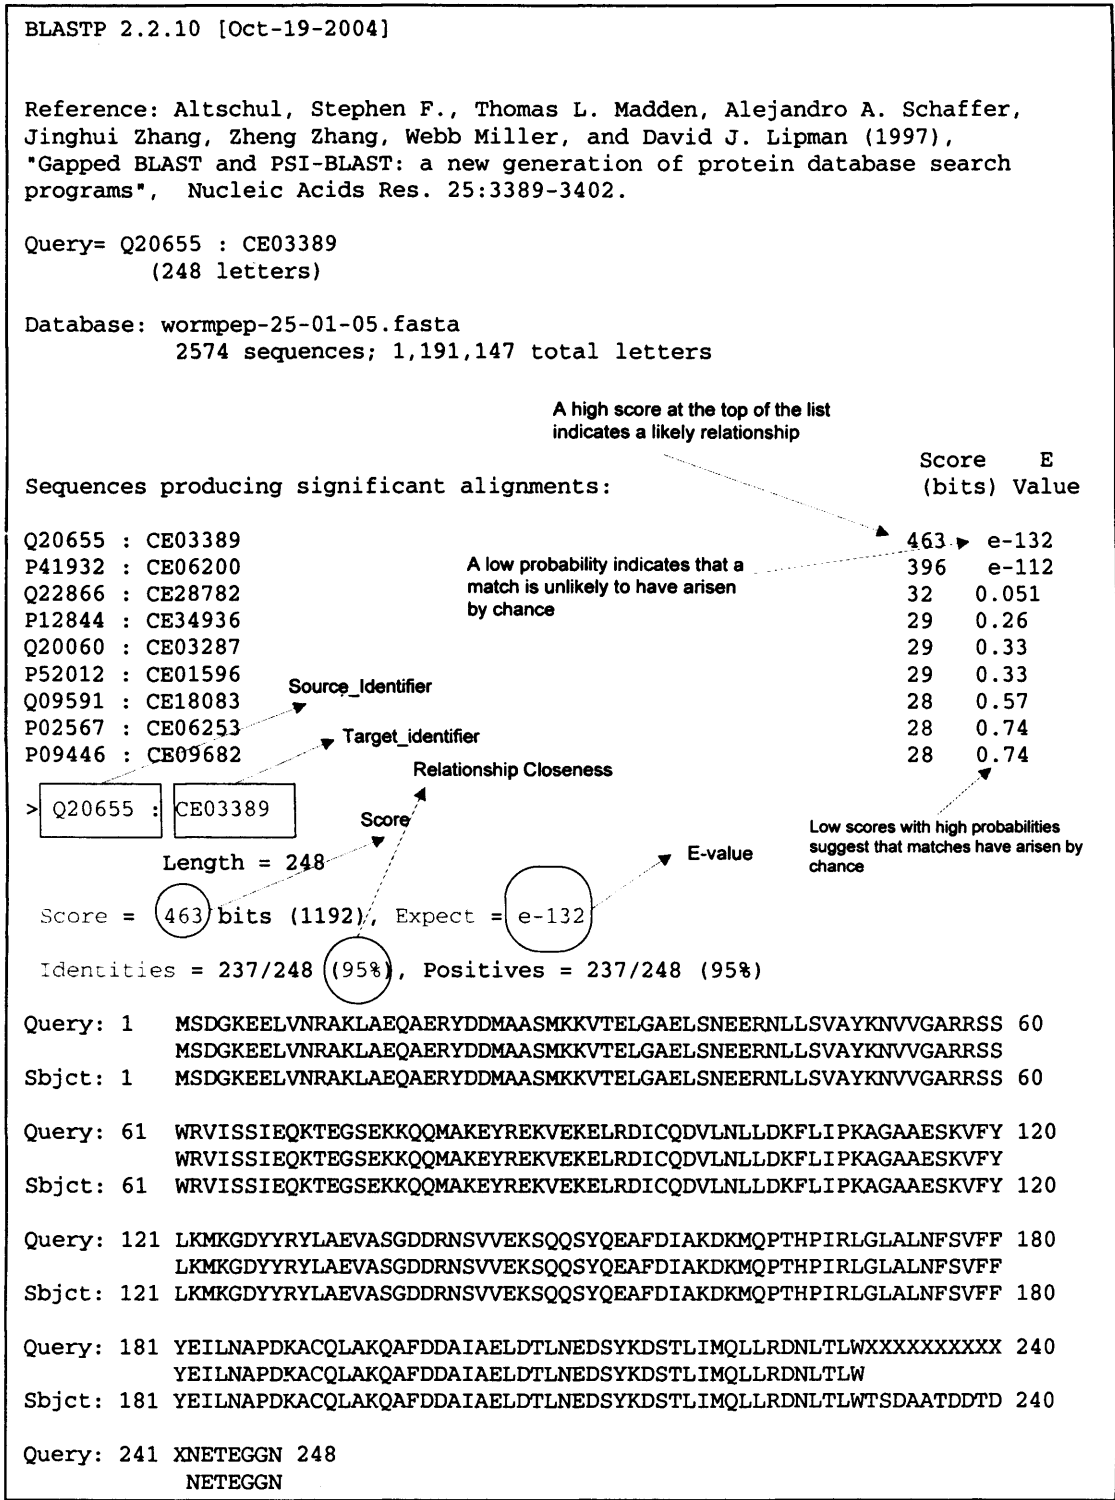 BLASTP 2.2.10 [Oct-19-2004]
Reference: Altschul, Stephen F., Thomas L. Madden, Alejandro A. Schaffer,
Jinghui Zhang, Zheng Zhang, Webb Miller, and David J. Lipman (1997),
"Gapped BLAST and PSI-BLAST: a new generation of protein database search
programs", Nucleic Acids Res. 25:3389-3402.
Query= Q20655 : CE03389
(248 letters)
Database: wormpep-25-01-05.fasta
2574 sequences; 1,191,147 total letters
A high score at the top of the list
indicates a likely relationship
Score E
Sequences producing significant alignments: (bits) Value
Q20655 : CE03389 463 e-132
P41932 : CE06200 396 e-112
A low probability indicates that a
match is unlikely to have arisen
by chance
Q22866 : CE28782 32 0.051
P12844 : CE34936 29 0.26
Q20060 : CE03287 29 0.33
P52012 : CE01596 29 0.33
Source_Identifier
Q09591 : CE18083 28 0.57
P02567 : CE06253 28 0.74
Target_identifier
P09446 : CE09682 28 0.74
Relationship Closeness
> Q20655 : CE03389
Score
Low scores with high probabilities
suggest that matches have arisen by
chance
Length = 248
E-value
Score = 463 bits (1192), Expect = e-132
Identities = 237/248 (95%), Positives = 237/248 (95%)
Query: 1 MSDGKEELVNRAKLAEQAERYDDMAASMKKVTELGAELSNEERNLLSVAYKNVVGARRSS 60
MSDGKEELVNRAKLAEQAERYDDMAASMKKVTELGAELSNEERNLLSVAYKNVVGARRSS
Sbjct: 1 MSDGKEELVNRAKLAEQAERYDDMAASMKKVTELGAELSNEERNLLSVAYKNVVGARRSS 60
Query: 61 WRVISSIEQKTEGSEKKQQMAKEYREKVEKELRDICQDVLNLLDKFLIPKAGAAESKVFY 120
WRVISSIEQKTEGSEKKQQMAKEYREKVEKELRDICQDVLNLLDKFLIPKAGAAESKVFY
Sbjct: 61 WRVISSIEQKTEGSEKKQQMAKEYREKVEKELRDICQDVLNLLDKFLIPKAGAAESKVFY 120
Query: 121 LKMKGDYYRYLAEVASGDDRNSVVEKSQQSYQEAFDIAKDKMQPTHPIRLGLALNFSVFF 180
LKMKGDYYRYLAEVASGDDRNSVVEKSQQSYQEAFDIAKDKMQPTHPIRLGLALNFSVFF
Sbjct: 121 LKMKGDYYRYLAEVASGDDRNSVVEKSQQSYQEAFDIAKDKMQPTHPIRLGLALNFSVFF 180
Query: 181 YEILNAPDKACQLAKQAFDDAIAELDTLNEDSYKDSTLIMQLLRDNLTLWXXXXXXXXXX 240
YEILNAPDKACQLAKQAFDDAIAELDTLNEDSYKDSTLIMQLLRDNLTLW
Sbjct: 181 YEILNAPDKACQLAKQAFDDAIAELDTLNEDSYKDSTLIMQLLRDNLTLWTSDAATDDTD 240
Query: 241 XNETEGGN 248
NETEGGN